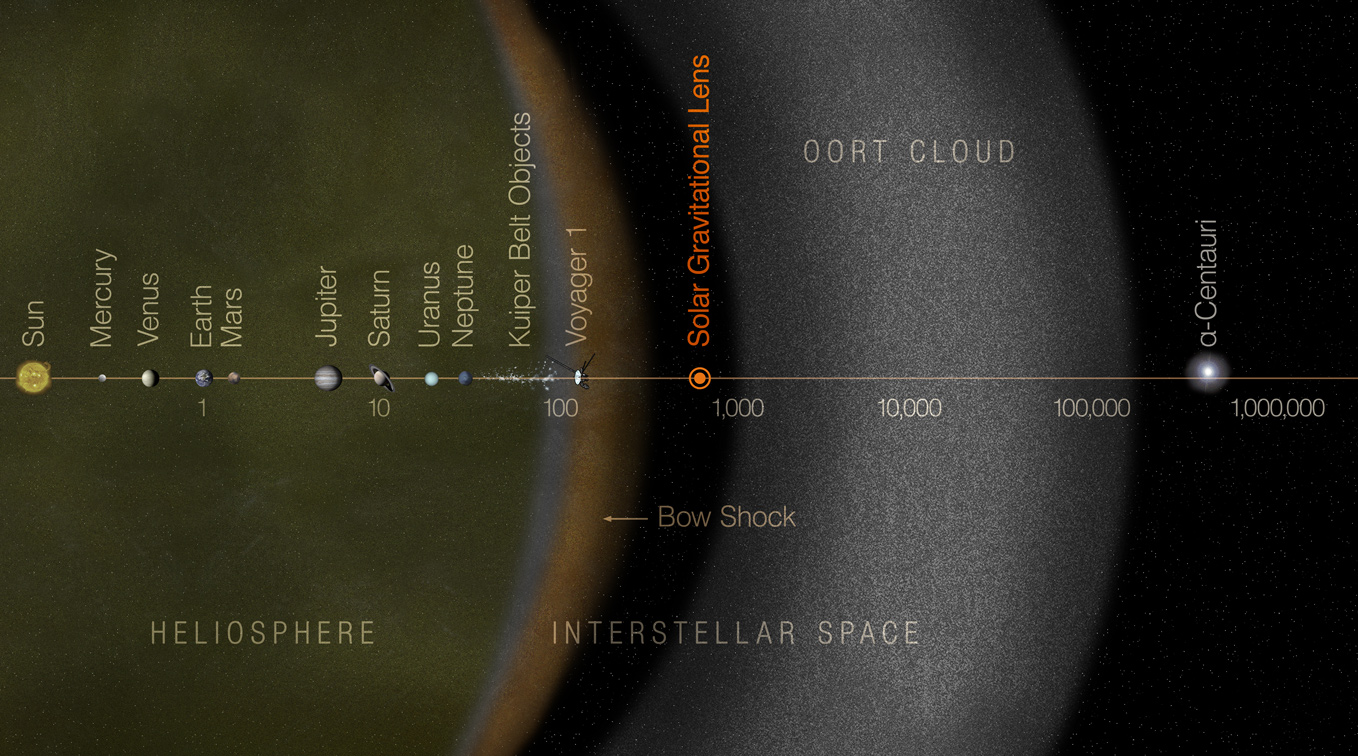 Sun
Mercury
Venus
Earth
Mars
Jupiter
Saturn
Uranus
Neptune
Kuiper Belt Objects
Voyager 1
Solar Gravitational Lens
OORT CLOUD
α-Centauri
1
10
100
1,000
10,000
100,000
1,000,000
Bow Shock
HELIOSPHERE
INTERSTELLAR SPACE